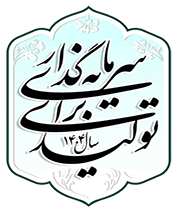 سرمایه‌گذاری
برای
تولید
سال ۱۴۰۴